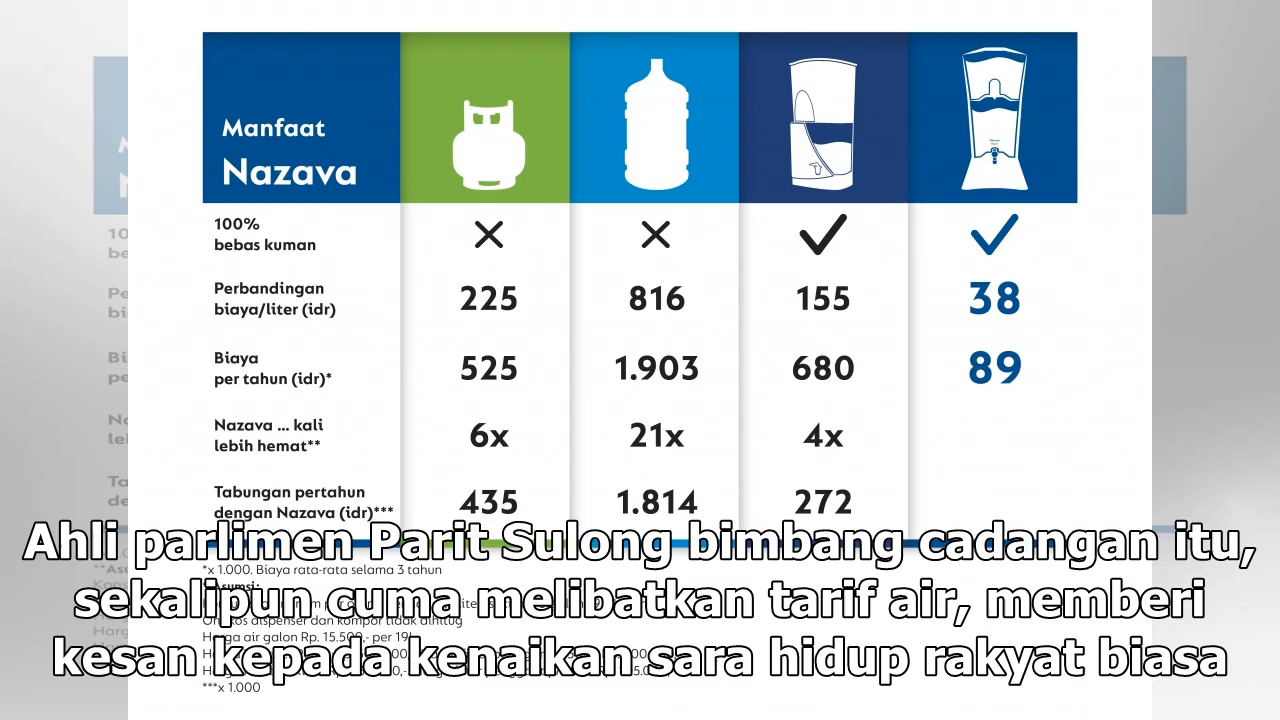 Manfaat
Nazava
100%
bebas kuman
Perbandingan
biaya/liter (idr)
225 816 155 38
Biaya
per tahun (idr)*
525 1.903 680 89
Nazava ... kali
lebih hemat**
6x 21x 4x
Tabungan pertahun
dengan Nazava (idr)***
435 1.814 272
Ahli parlimen Parit Sulong bimbang cadangan itu,
*x 1.000. Biaya rata-rata selama 3 tahun
sekalipun cuma melibatkan tarif air, memberi
Harga air galon Rp. 15.500,- per 19l
kesan kepada kenaikan sara hidup rakyat biasa
***x 1.000